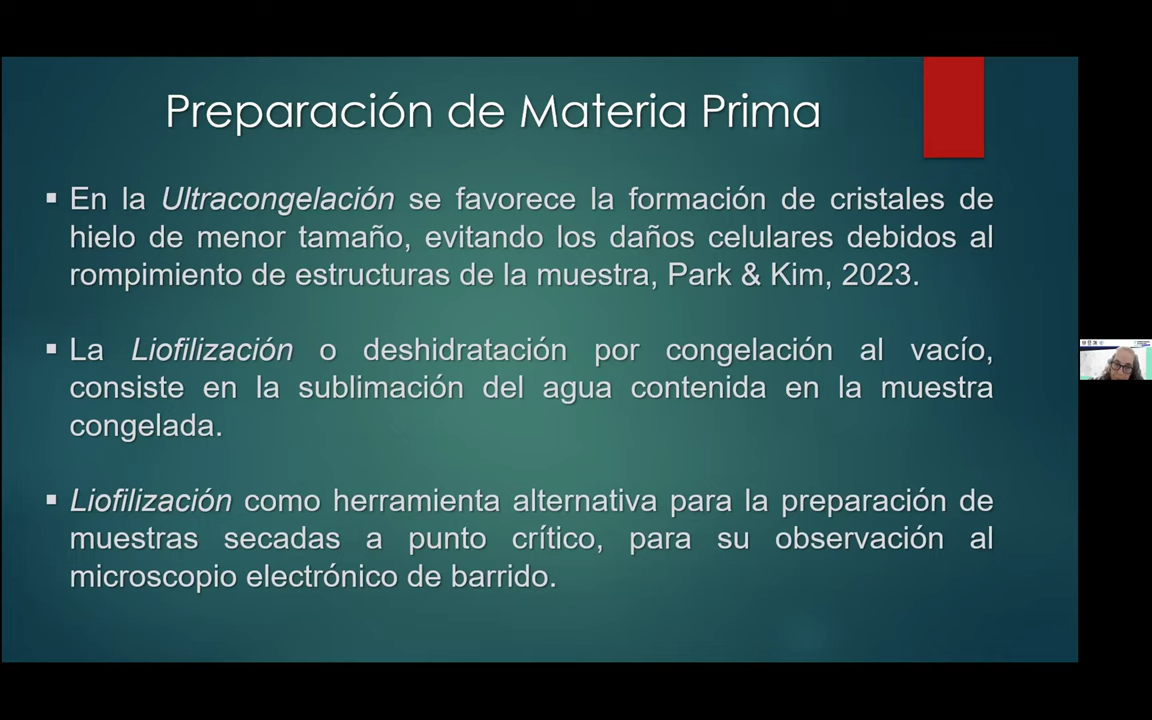 Preparación de Materia Prima
▪ En la Ultracongelación se favorece la formación de cristales de
hielo de menor tamaño, evitando los daños celulares debidos al
rompimiento de estructuras de la muestra, Park & Kim, 2023.
▪ La Liofilización o deshidratación por congelación al vacío,
consiste en la sublimación del agua contenida en la muestra
congelada.
▪ Liofilización como herramienta alternativa para la preparación de
muestras secadas a punto crítico, para su observación al
microscopio electrónico de barrido.